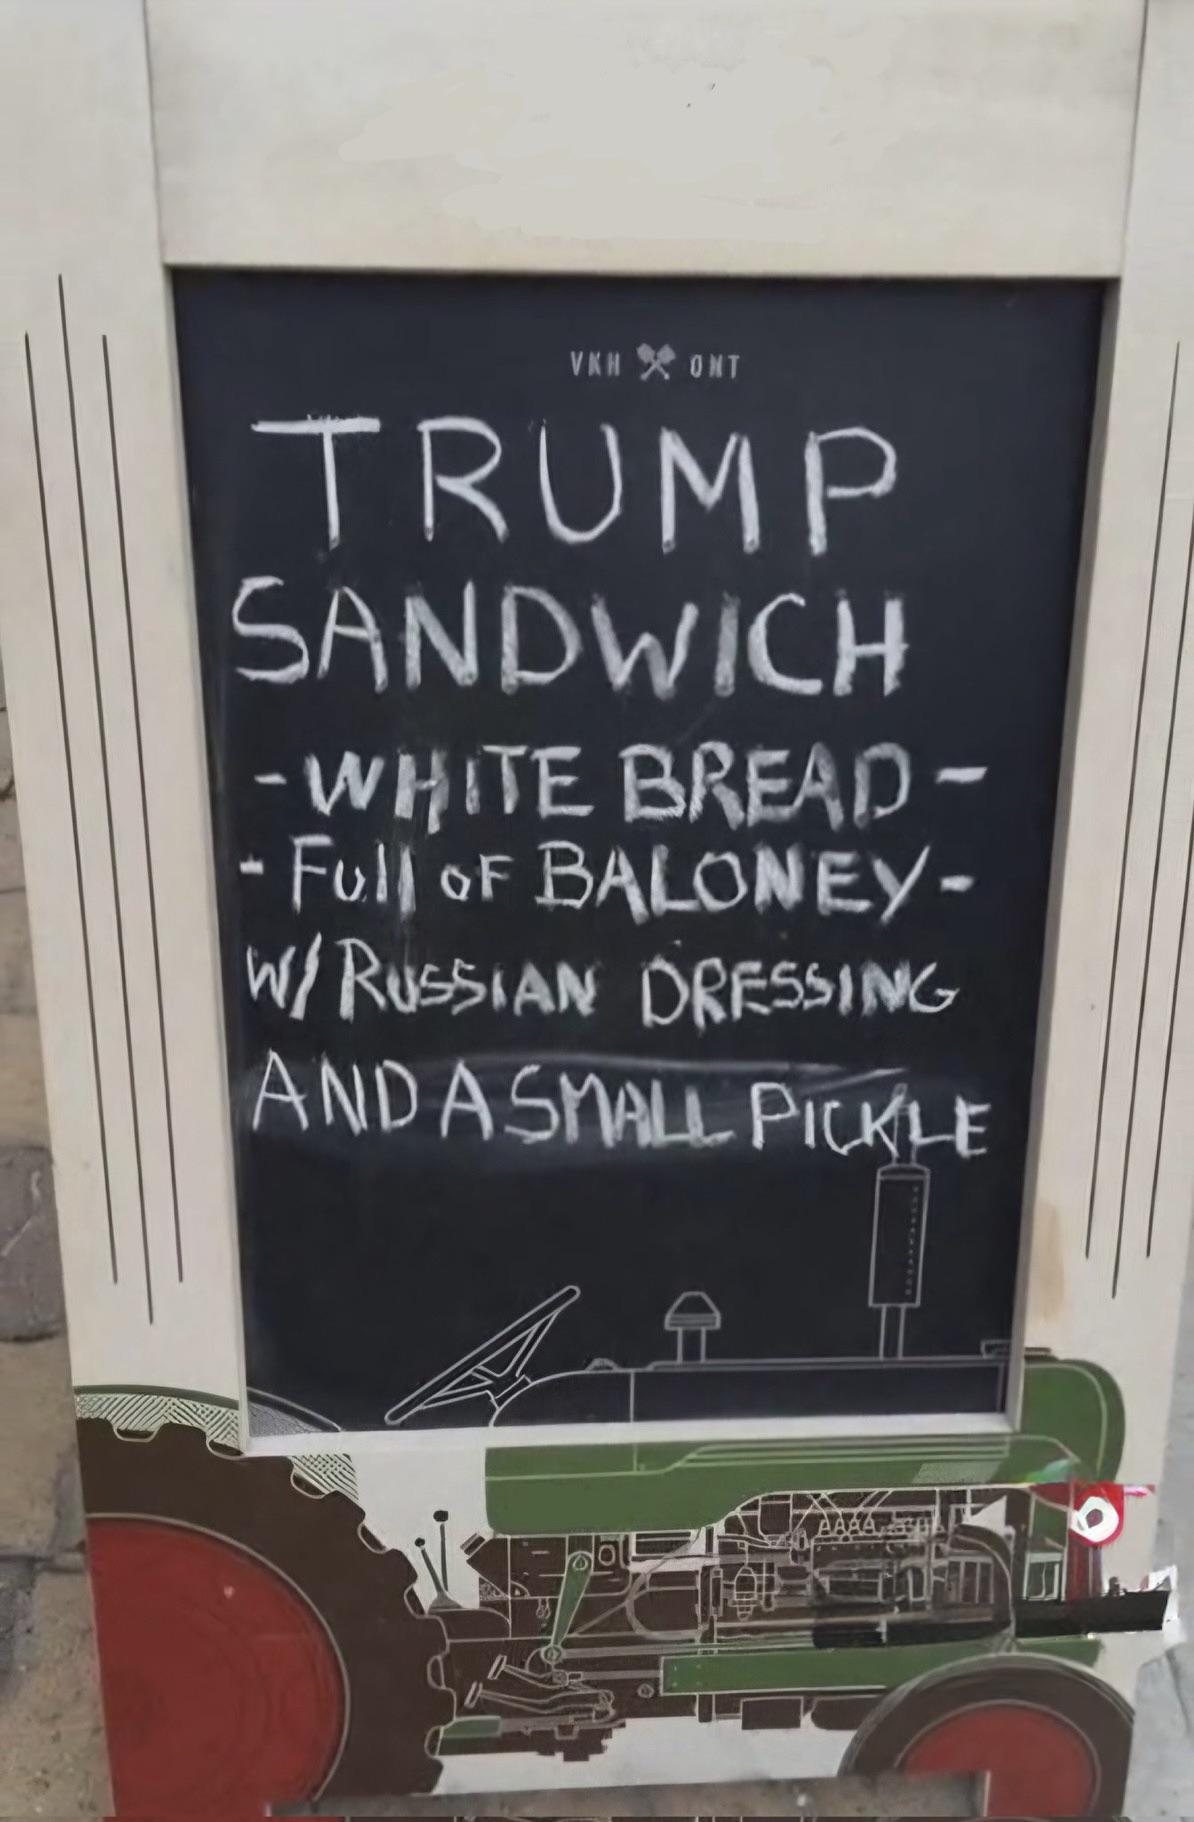 VKH ONT
TRUMP
SANDWICH
- WHITE BREAD -
- Full oF BALONEY -
W/ RUSSIAN DRESSING
AND A SMALL PICKLE